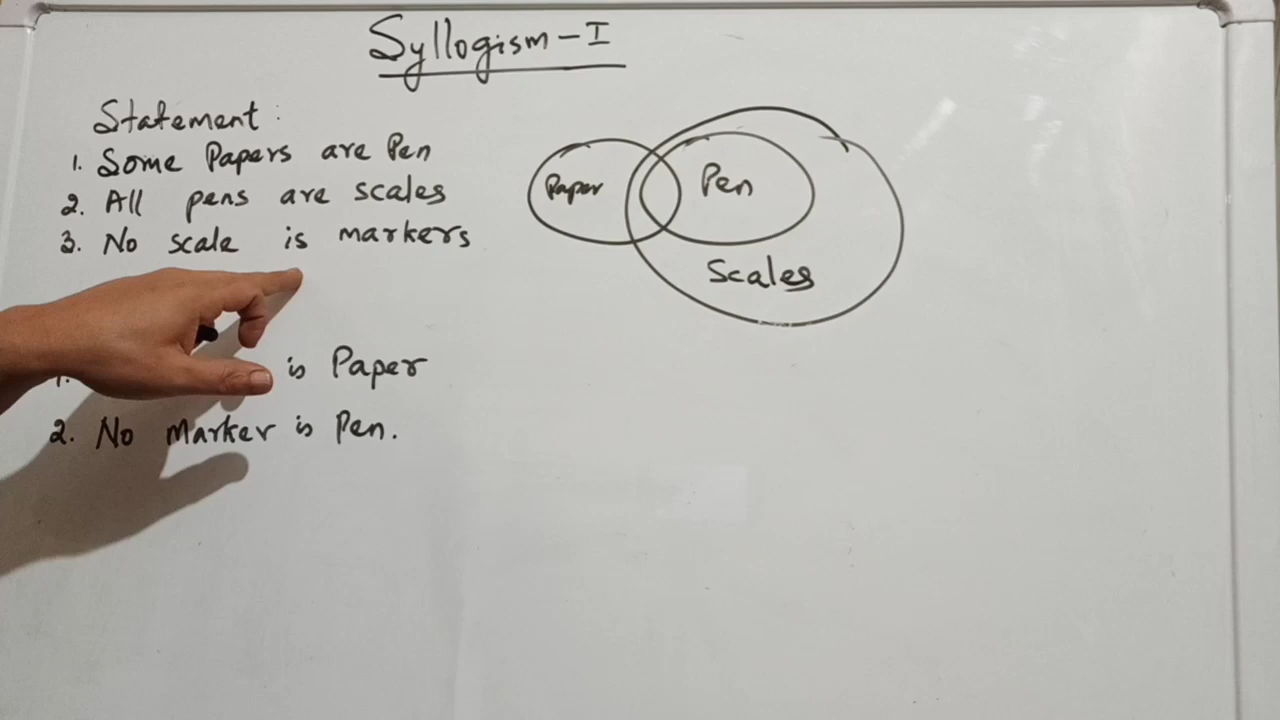 Syllogism - I
Statement :
1. Some Papers are Pen
2. All pens are scales
3. No scale is markers
1. is Paper
2. No Marker is Pen.
Paper
Pen
Scales